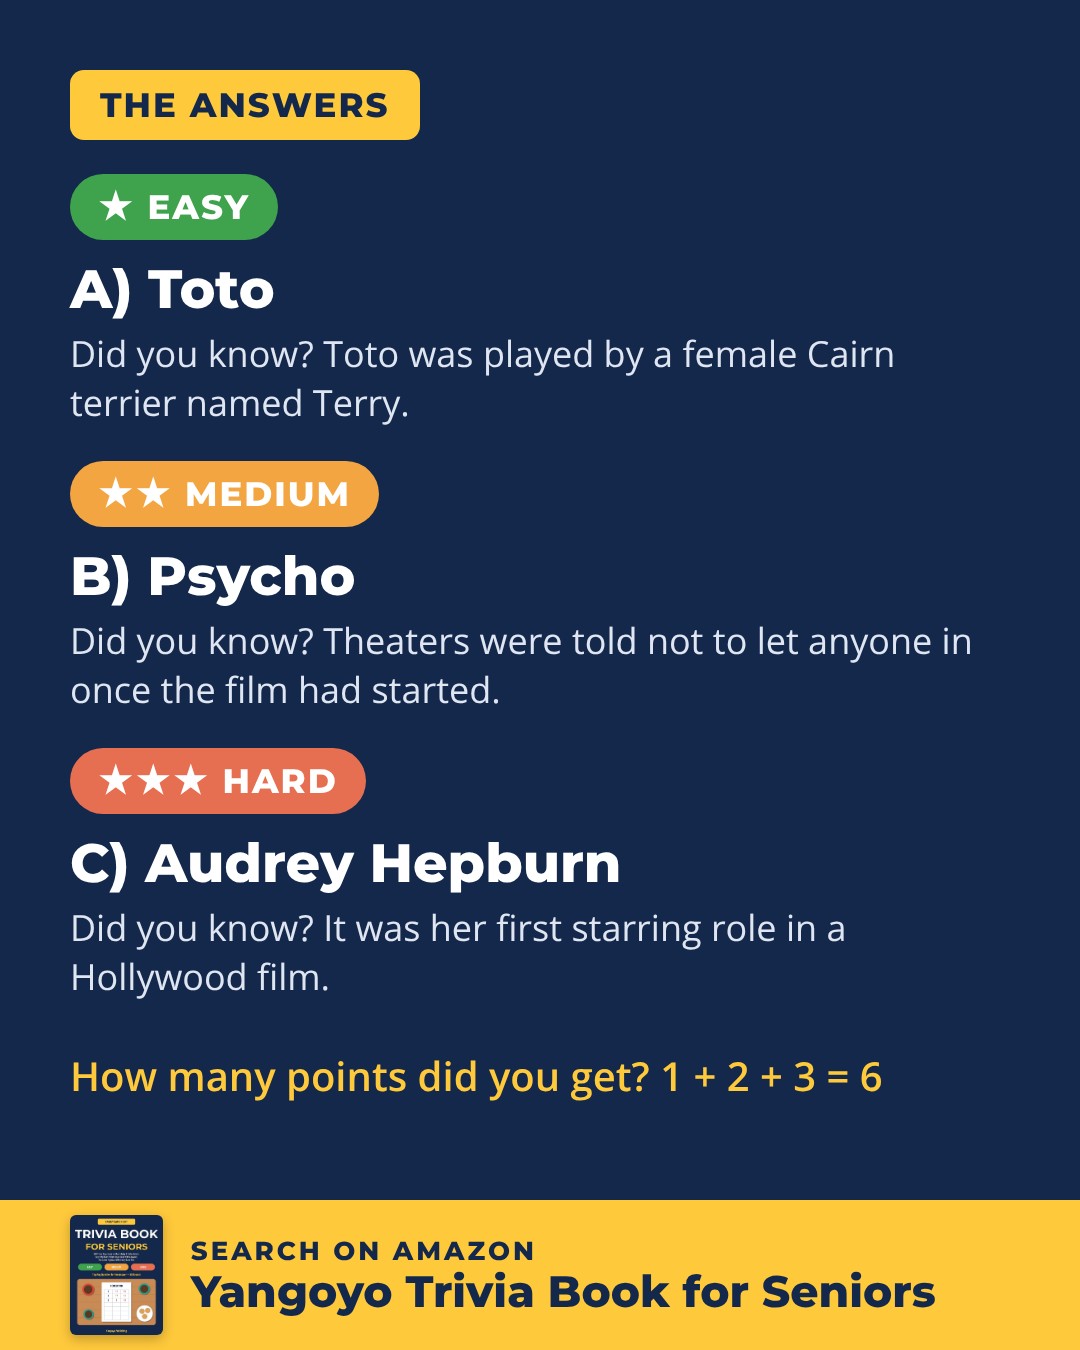 THE ANSWERS
★ EASY
A) Toto
Did you know? Toto was played by a female Cairn
terrier named Terry.
★★ MEDIUM
B) Psycho
Did you know? Theaters were told not to let anyone in
once the film had started.
★★★ HARD
C) Audrey Hepburn
Did you know? It was her first starring role in a
Hollywood film.
How many points did you get? 1 + 2 + 3 = 6
TRIVIA BOOK
FOR SENIORS
SEARCH ON AMAZON
Yangoyo Trivia Book for Seniors